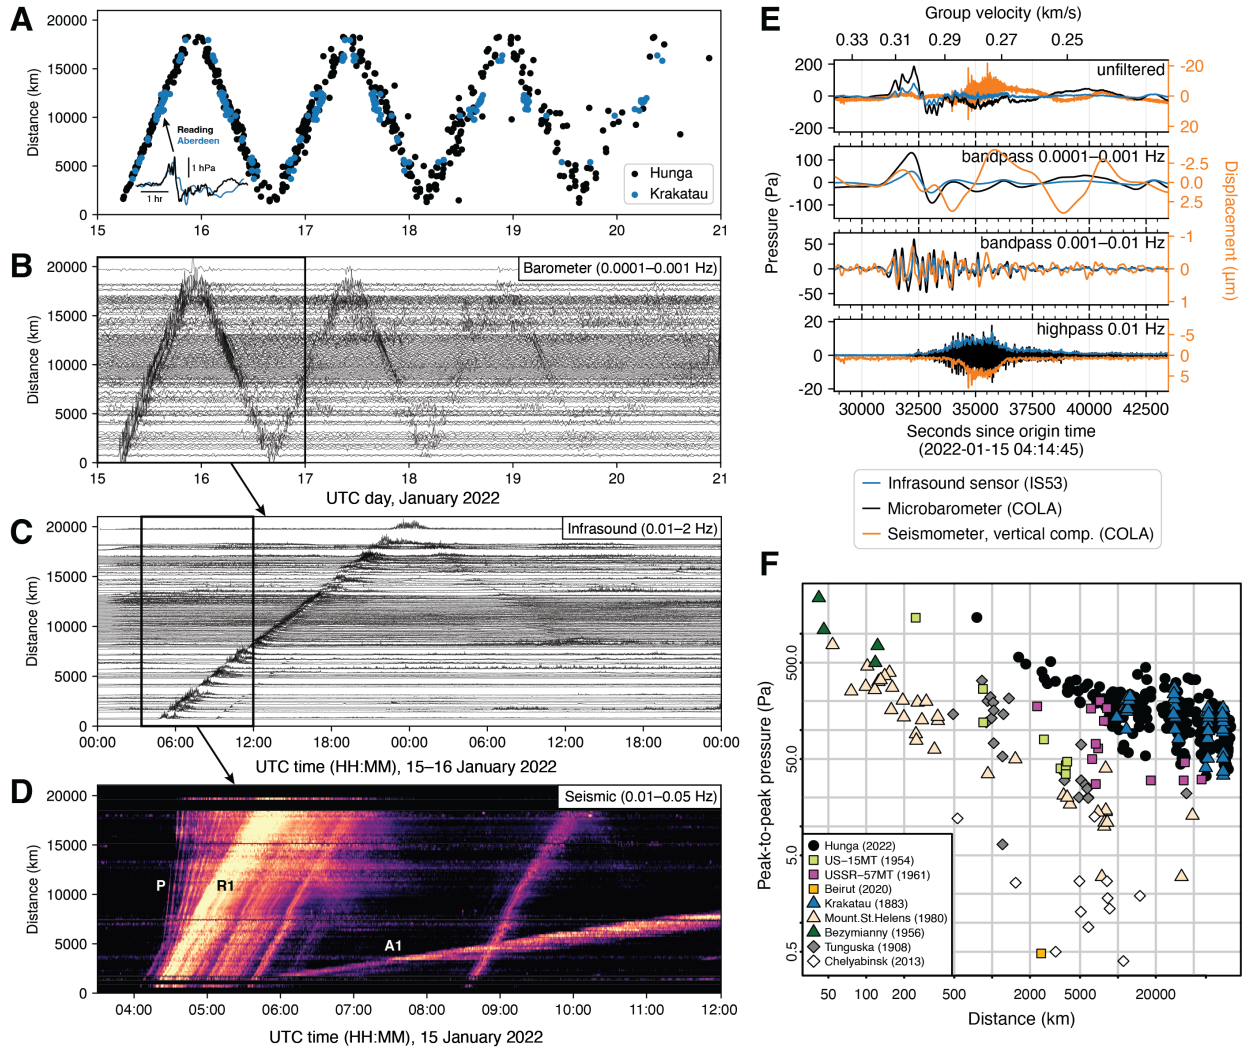 A
20000
15000
10000
5000
0
Distance (km)
Reading
Aberdeen
1 hPa
1 hr
Hunga
Krakatau
15
16
17
18
19
20
21
B
Barometer (0.0001–0.001 Hz)
20000
15000
10000
5000
0
Distance (km)
15
16
17
18
19
20
21
UTC day, January 2022
C
Infrasound (0.01–2 Hz)
20000
15000
10000
5000
0
Distance (km)
00:00
06:00
12:00
18:00
00:00
06:00
12:00
18:00
00:00
UTC time (HH:MM), 15–16 January 2022
D
Seismic (0.01–0.05 Hz)
20000
15000
10000
5000
0
Distance (km)
P
R1
A1
04:00
05:00
06:00
07:00
08:00
09:00
10:00
11:00
12:00
UTC time (HH:MM), 15 January 2022
E
Group velocity (km/s)
0.33
0.31
0.29
0.27
0.25
unfiltered
200
0
-200
-20
0
20
bandpass 0.0001–0.001 Hz
100
0
-100
-2.5
0.0
2.5
bandpass 0.001–0.01 Hz
50
0
-50
-1
0
1
highpass 0.01 Hz
20
0
-20
-5
0
5
Pressure (Pa)
Displacement (µm)
30000
32500
35000
37500
40000
42500
Seconds since origin time
(2022-01-15 04:14:45)
Infrasound sensor (IS53)
Microbarometer (COLA)
Seismometer, vertical comp. (COLA)
F
Peak-to-peak pressure (Pa)
500.0
50.0
5.0
0.5
Hunga (2022)
US–15MT (1954)
USSR–57MT (1961)
Beirut (2020)
Krakatau (1883)
Mount.St.Helens (1980)
Bezymianny (1956)
Tunguska (1908)
Chelyabinsk (2013)
50
100
200
500
2000
5000
20000
Distance (km)